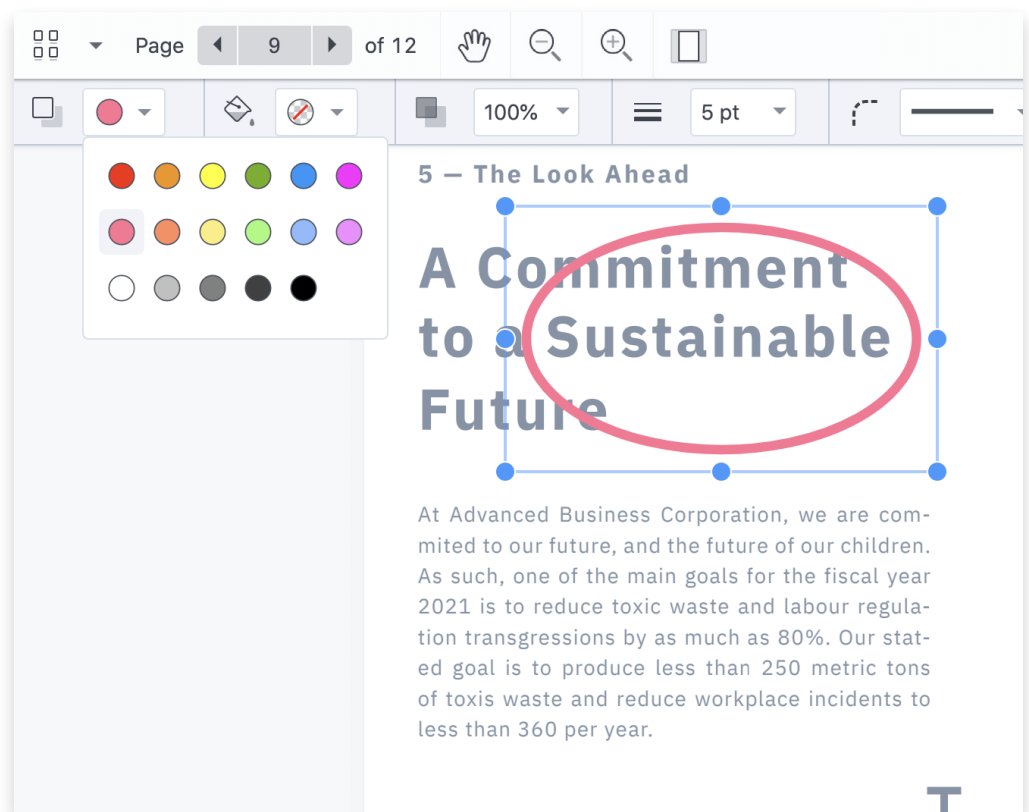 Page 9 of 12
100% 5 pt
5 — The Look Ahead
A Commitment
to a Sustainable
Future
At Advanced Business Corporation, we are com-
mited to our future, and the future of our children.
As such, one of the main goals for the fiscal year
2021 is to reduce toxic waste and labour regula-
tion transgressions by as much as 80%. Our stat-
ed goal is to produce less than 250 metric tons
of toxis waste and reduce workplace incidents to
less than 360 per year.
T